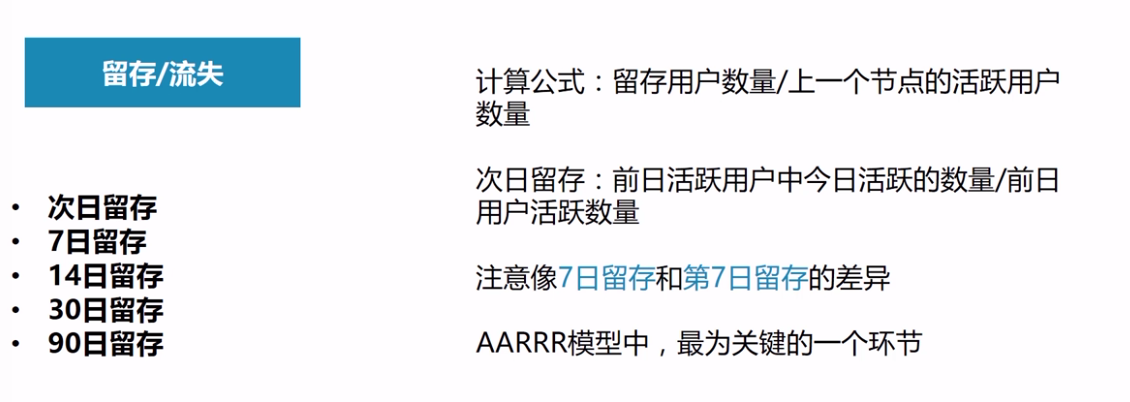 留存/流失
• 次日留存
• 7日留存
• 14日留存
• 30日留存
• 90日留存
计算公式：留存用户数量/上一个节点的活跃用户
数量
次日留存：前日活跃用户中今日活跃的数量/前日
用户活跃数量
注意像7日留存和第7日留存的差异
AARRR模型中，最为关键的一个环节